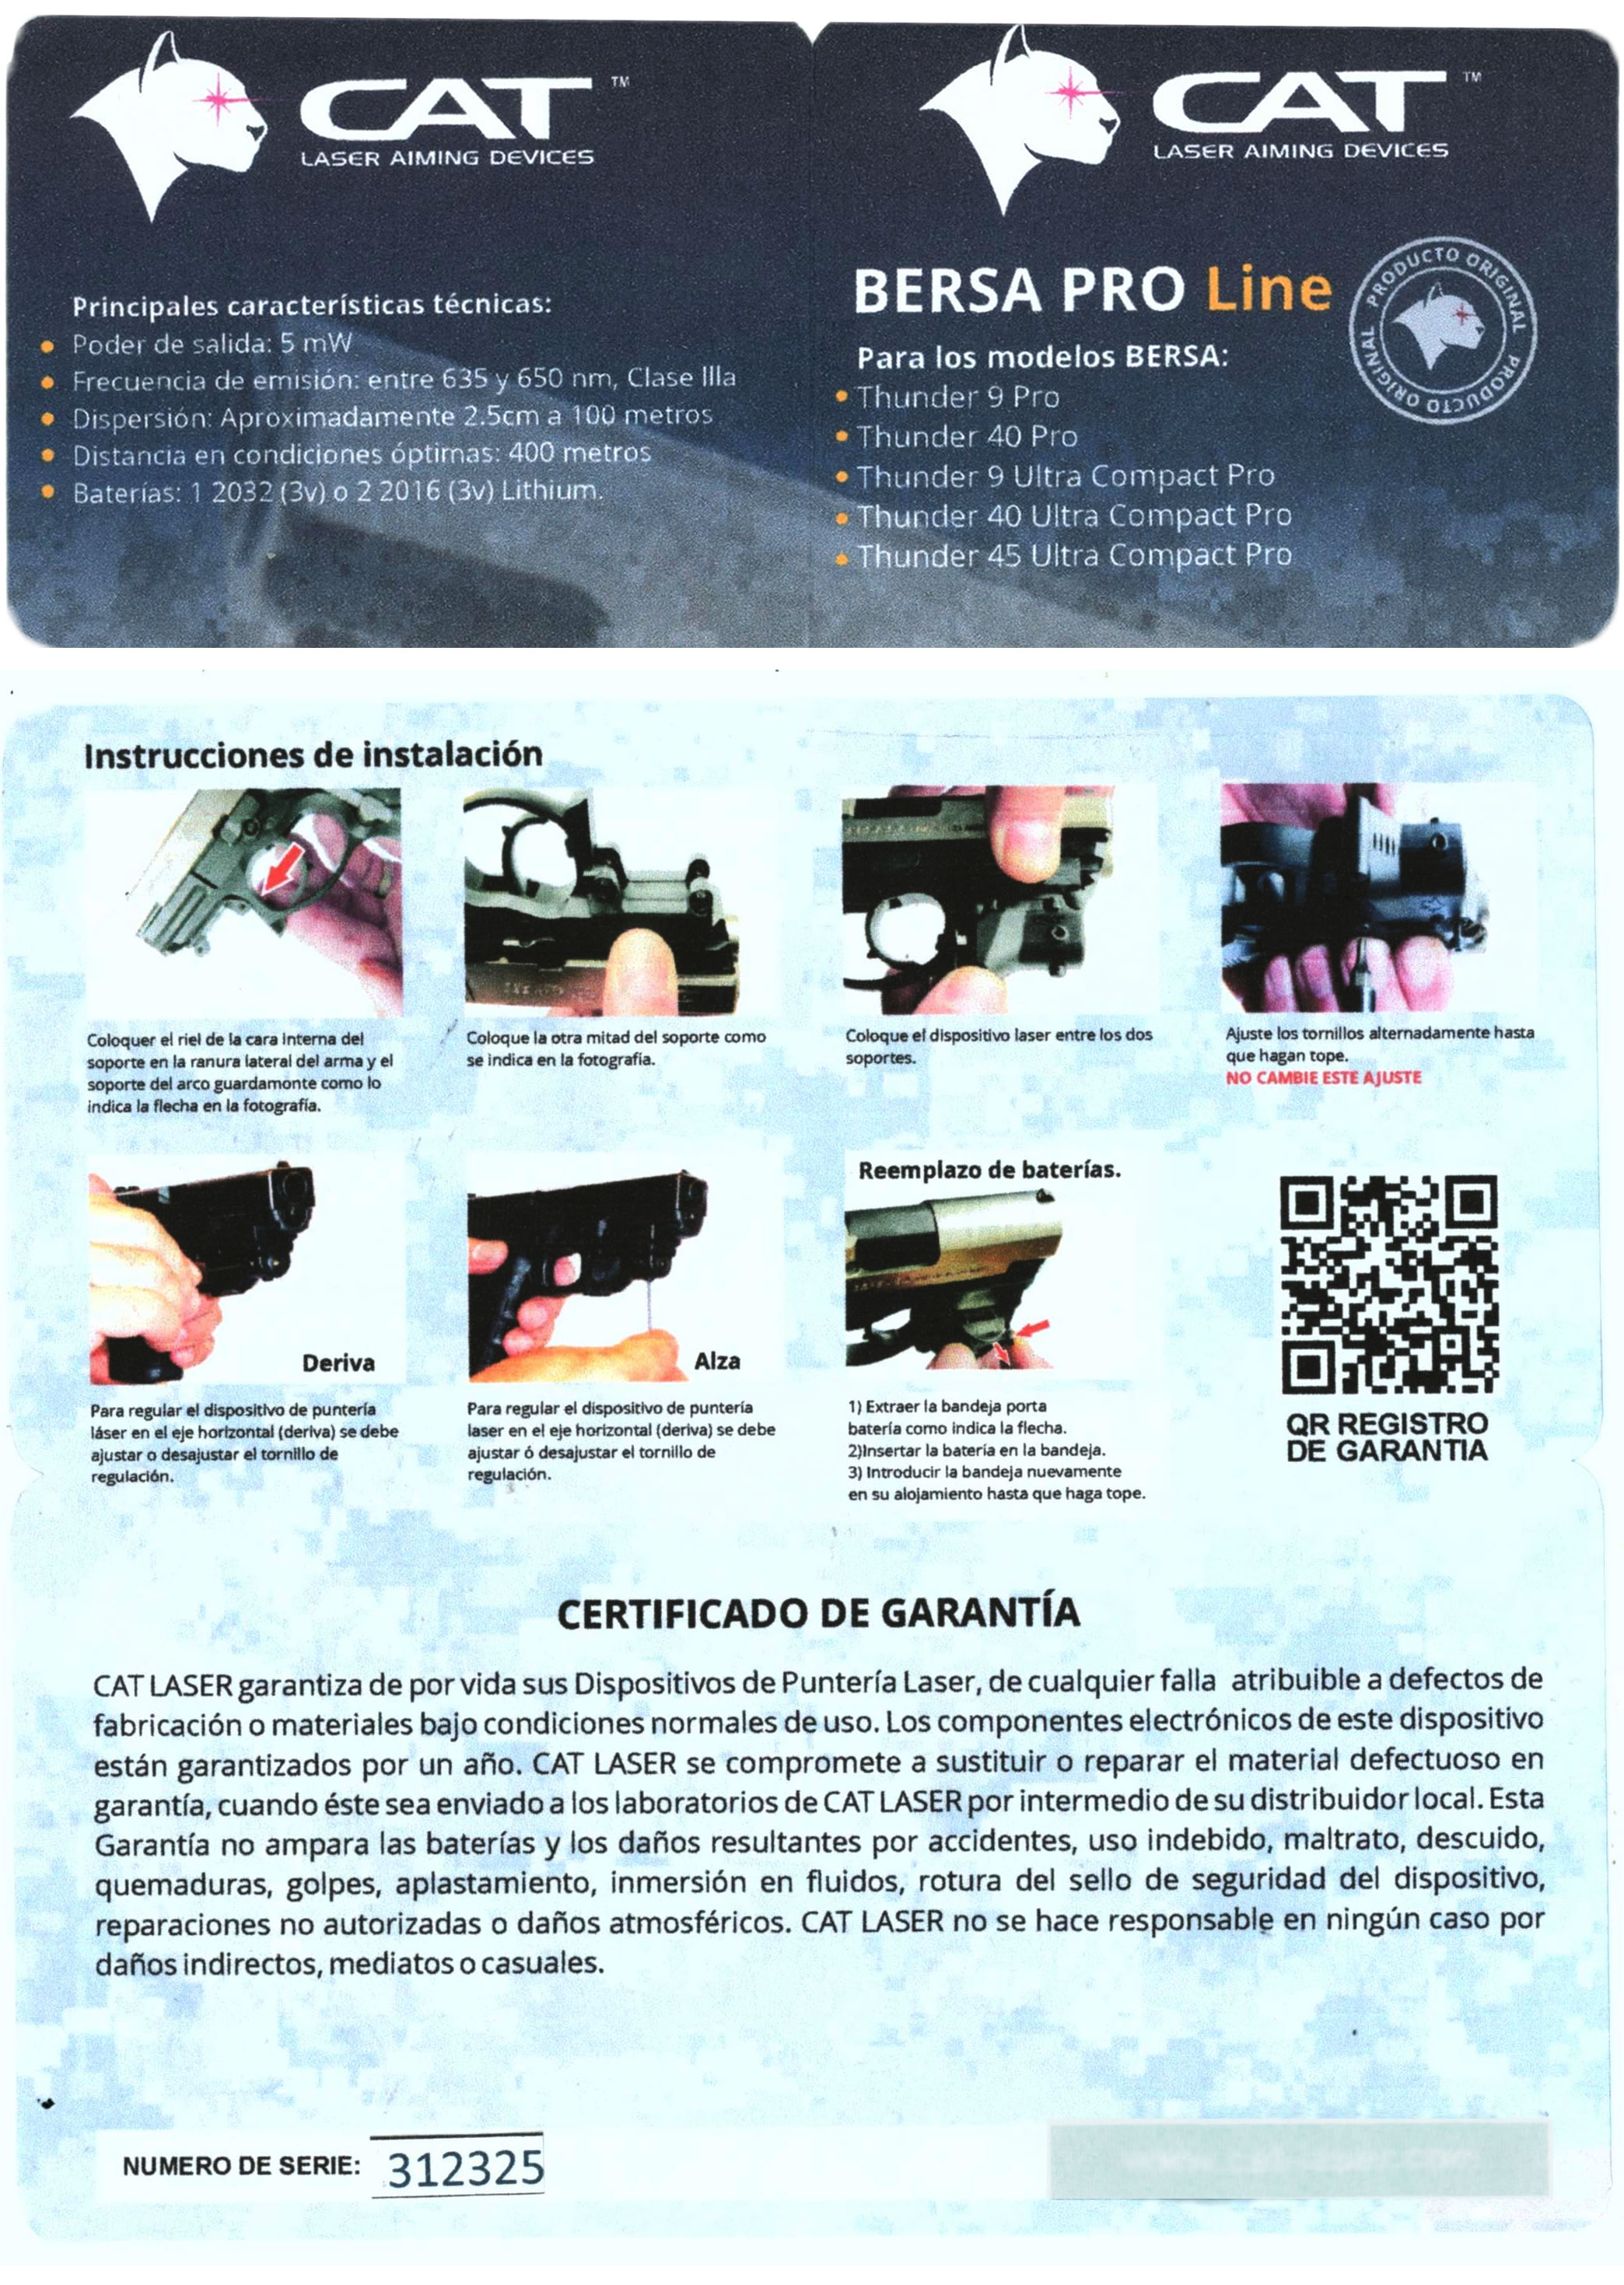 CAT ™
LASER AIMING DEVICES
Principales características técnicas:
Poder de salida: 5 mW
Frecuencia de emisión: entre 635 y 650 nm, Clase IIIa
Dispersión: Aproximadamente 2.5cm a 100 metros
Distancia en condiciones óptimas: 400 metros
Baterías: 1 2032 (3v) o 2 2016 (3v) Lithium.
CAT ™
LASER AIMING DEVICES
BERSA PRO Line
PRODUCTO ORIGINAL PRODUCTO ORIGINAL
Para los modelos BERSA:
Thunder 9 Pro
Thunder 40 Pro
Thunder 9 Ultra Compact Pro
Thunder 40 Ultra Compact Pro
Thunder 45 Ultra Compact Pro
Instrucciones de instalación
Coloquer el riel de la cara interna del
soporte en la ranura lateral del arma y el
soporte del arco guardamonte como lo
indica la flecha en la fotografía.
Coloque la otra mitad del soporte como
se indica en la fotografía.
Coloque el dispositivo laser entre los dos
soportes.
Ajuste los tornillos alternadamente hasta
que hagan tope.
NO CAMBIE ESTE AJUSTE
Deriva
Para regular el dispositivo de puntería
láser en el eje horizontal (deriva) se debe
ajustar o desajustar el tornillo de
regulación.
Alza
Para regular el dispositivo de puntería
laser en el eje horizontal (deriva) se debe
ajustar ó desajustar el tornillo de
regulación.
Reemplazo de baterías.
1) Extraer la bandeja porta
batería como indica la flecha.
2)Insertar la batería en la bandeja.
3) Introducir la bandeja nuevamente
en su alojamiento hasta que haga tope.
QR REGISTRO
DE GARANTIA
CERTIFICADO DE GARANTÍA
CAT LASER garantiza de por vida sus Dispositivos de Puntería Laser, de cualquier falla atribuible a defectos de
fabricación o materiales bajo condiciones normales de uso. Los componentes electrónicos de este dispositivo
están garantizados por un año. CAT LASER se compromete a sustituir o reparar el material defectuoso en
garantía, cuando éste sea enviado a los laboratorios de CAT LASER por intermedio de su distribuidor local. Esta
Garantía no ampara las baterías y los daños resultantes por accidentes, uso indebido, maltrato, descuido,
quemaduras, golpes, aplastamiento, inmersión en fluidos, rotura del sello de seguridad del dispositivo,
reparaciones no autorizadas o daños atmosféricos. CAT LASER no se hace responsable en ningún caso por
daños indirectos, mediatos o casuales.
NUMERO DE SERIE: 312325